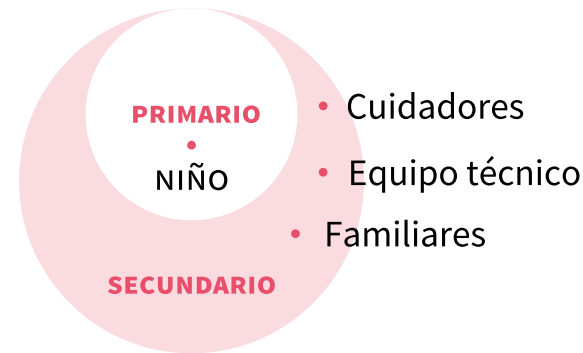 PRIMARIO
• NIÑO
• Cuidadores
• Equipo técnico
• Familiares
SECUNDARIO